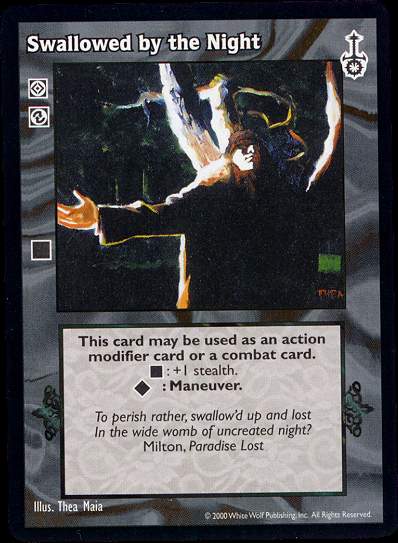 Swallowed by the Night
THEA
This card may be used as an action
modifier card or a combat card.
: +1 stealth.
: Maneuver.
To perish rather, swallow'd up and lost
In the wide womb of uncreated night?
Milton, Paradise Lost
Illus. Thea Maia
© 2000 White Wolf Publishing, Inc. All Rights Reserved.